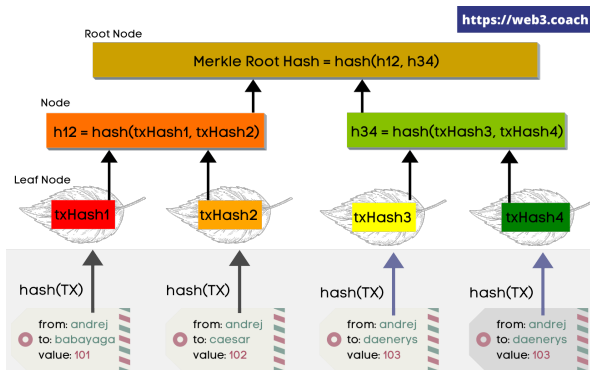 https://web3.coach
Root Node
Merkle Root Hash = hash(h12, h34)
Node
h12 = hash(txHash1, txHash2)
h34 = hash(txHash3, txHash4)
Leaf Node
txHash1
txHash2
txHash3
txHash4
hash(TX)
hash(TX)
hash(TX)
hash(TX)
from: andrej
to: babayaga
value: 101
from: andrej
to: caesar
value: 102
from: andrej
to: daenerys
value: 103
from: andrej
to: daenerys
value: 103